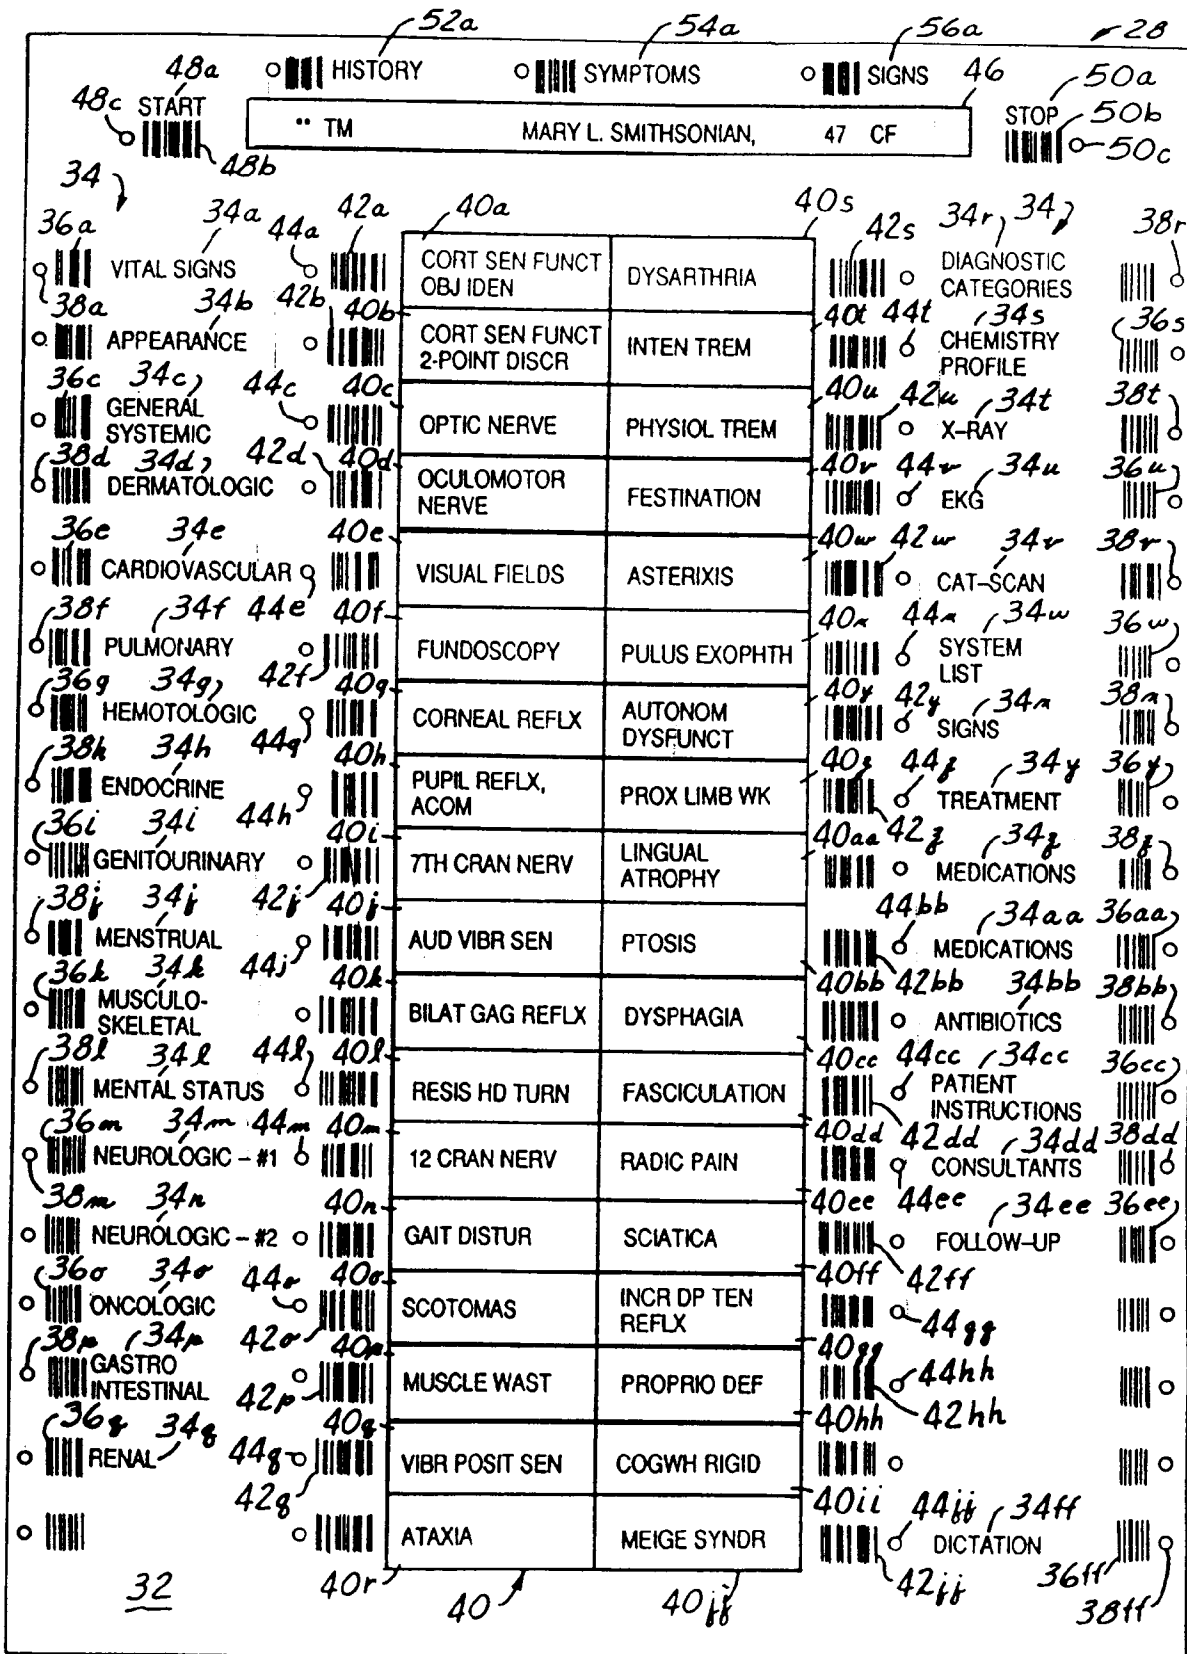 52a 54a 56a 28
48a HISTORY SYMPTOMS SIGNS 46 50a
48c START STOP 50b
" TM MARY L. SMITHSONIAN, 47 CF
48b 50c
34
36a 34a 44a 42a 40a 40s 42s 34r 34 38r
VITAL SIGNS CORT SEN FUNCT OBJ IDEN DYSARTHRIA DIAGNOSTIC CATEGORIES
38a 34b 42b 40b 40t 44t 34s 36s
APPEARANCE CORT SEN FUNCT 2-POINT DISCR INTEN TREM CHEMISTRY PROFILE
36c 34c 44c 40c 40u 42u 34t 38t
GENERAL SYSTEMIC OPTIC NERVE PHYSIOL TREM X-RAY
38d 34d 42d 40d 40v 44v 34u 36u
DERMATOLOGIC OCULOMOTOR NERVE FESTINATION EKG
36e 34e 40e 40w 42w 34v 38v
CARDIOVASCULAR VISUAL FIELDS ASTERIXIS CAT-SCAN
38f 34f 44e 40f 40x 44x 34w 36w
PULMONARY FUNDOSCOPY PULUS EXOPHTH SYSTEM LIST
36g 34g 42f 40g 40y 42y 34x 38x
HEMOTOLOGIC CORNEAL REFLX AUTONOM DYSFUNCT SIGNS
38h 34h 44g 40h 40z 44z 34y 36y
ENDOCRINE PUPIL REFLX, ACOM PROX LIMB WK TREATMENT
36i 34i 44h 40i 40aa 42z 34z 38z
GENITOURINARY 7TH CRAN NERV LINGUAL ATROPHY MEDICATIONS
38j 34j 42j 40j 44bb 34aa 36aa
MENSTRUAL AUD VIBR SEN PTOSIS MEDICATIONS
36k 34k 44j 40k 40bb 42bb 34bb 38bb
MUSCULO-SKELETAL BILAT GAG REFLX DYSPHAGIA ANTIBIOTICS
38l 34l 44l 40l 40cc 44cc 34cc 36cc
MENTAL STATUS RESIS HD TURN FASCICULATION PATIENT INSTRUCTIONS
36m 34m 44m 40m 40dd 42dd 34dd 38dd
NEUROLOGIC - #1 12 CRAN NERV RADIC PAIN CONSULTANTS
38m 34n 40n 40ee 44ee 34ee 36ee
NEUROLOGIC - #2 GAIT DISTUR SCIATICA FOLLOW-UP
36o 34o 44o 40o 40ff 42ff
ONCOLOGIC SCOTOMAS INCR DP TEN REFLX
38p 34p 42o 40p 40gg 44gg
GASTRO INTESTINAL MUSCLE WAST PROPRIO DEF 44hh
36q 34q 42p 40q 40hh 42hh
RENAL 44q VIBR POSIT SEN COGWH RIGID
42q 40ii 44jj 34ff
ATAXIA MEIGE SYNDR DICTATION
32 40r 40 40jj 42jj 36ff 38ff